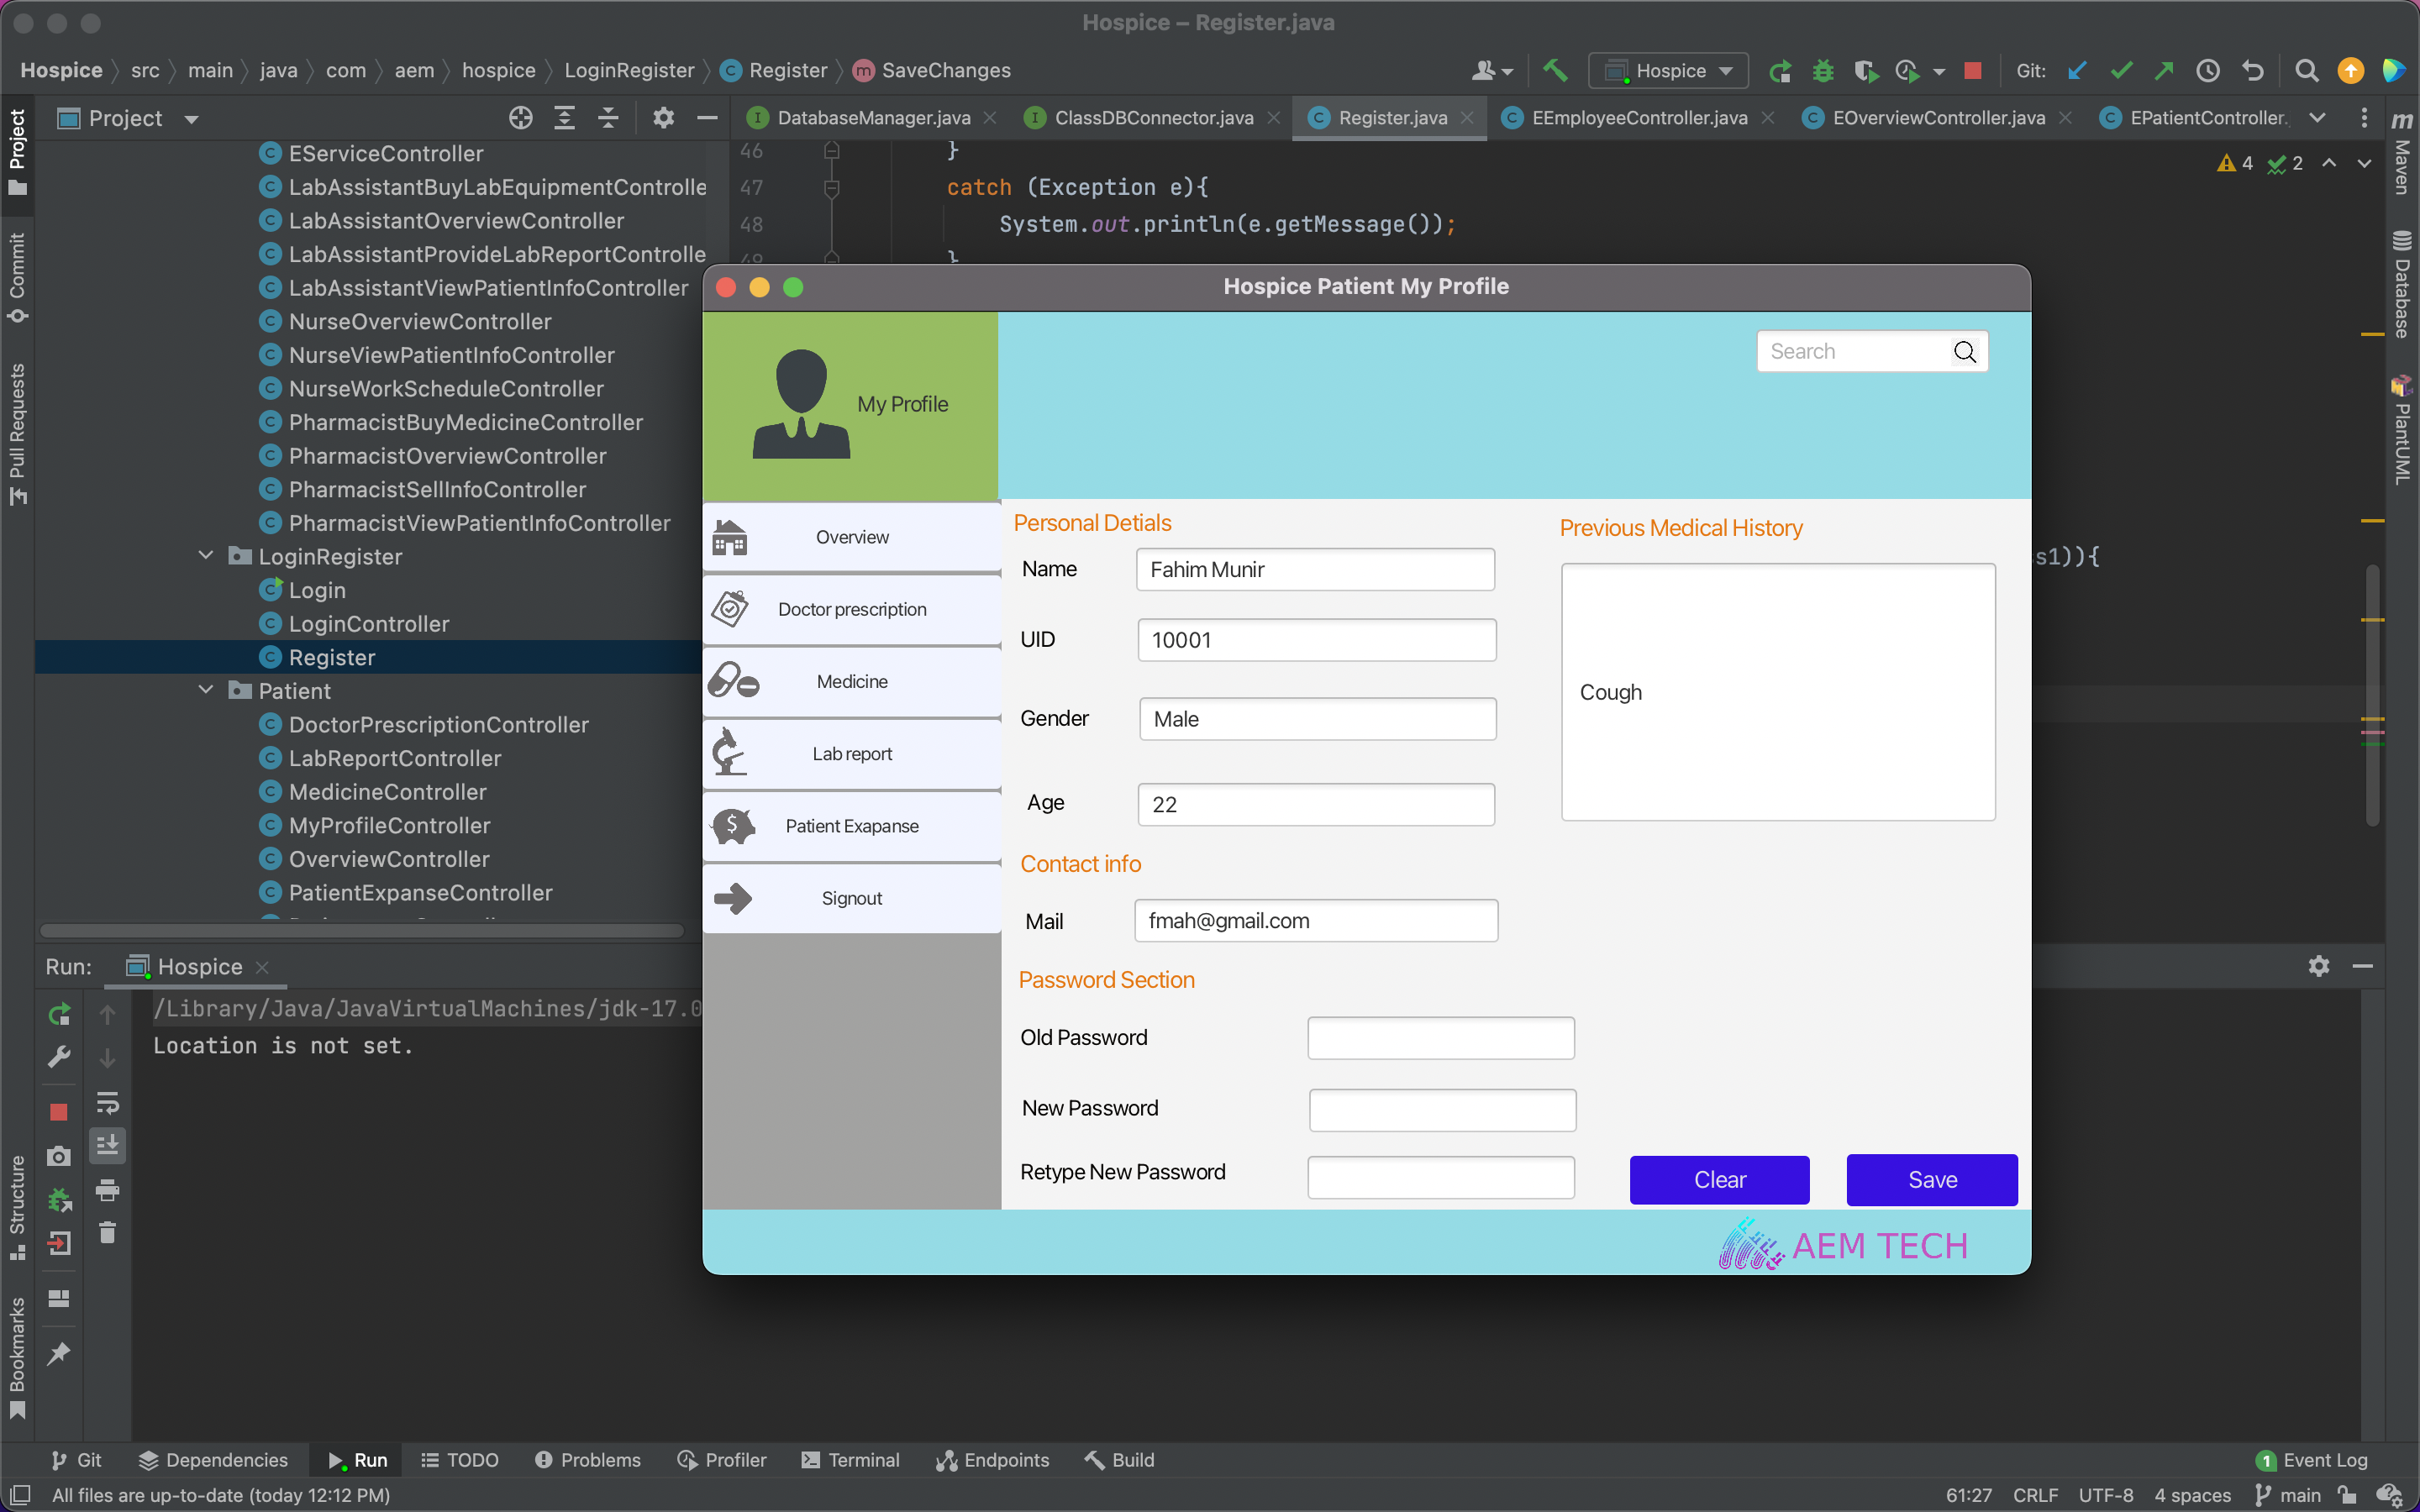 Hospice – Register.java
Hospice src main java com aem hospice LoginRegister Register SaveChanges
Hospice Git:
Project
DatabaseManager.java ClassDBConnector.java Register.java EEmployeeController.java EOverviewController.java EPatientController.
Project
Commit
Pull Requests
Structure
Bookmarks
EServiceController
LabAssistantBuyLabEquipmentControlle
LabAssistantOverviewController
LabAssistantProvideLabReportControlle
LabAssistantViewPatientInfoController
NurseOverviewController
NurseViewPatientInfoController
NurseWorkScheduleController
PharmacistBuyMedicineController
PharmacistOverviewController
PharmacistSellInfoController
PharmacistViewPatientInfoController
LoginRegister
Login
LoginController
Register
Patient
DoctorPrescriptionController
LabReportController
MedicineController
MyProfileController
OverviewController
PatientExpanseController
46 }
47 catch (Exception e){
48 System.out.println(e.getMessage());
49 }
s1)){
4 2
Maven
Database
PlantUML
Hospice Patient My Profile
My Profile
Search
Overview
Doctor prescription
Medicine
Lab report
Patient Exapanse
Signout
Personal Detials
Name Fahim Munir
UID 10001
Gender Male
Age 22
Previous Medical History
Cough
Contact info
Mail fmah@gmail.com
Password Section
Old Password
New Password
Retype New Password
Clear Save
AEM TECH
Run: Hospice
/Library/Java/JavaVirtualMachines/jdk-17.0
Location is not set.
Git Dependencies Run TODO Problems Profiler Terminal Endpoints Build 1 Event Log
All files are up-to-date (today 12:12 PM) 61:27 CRLF UTF-8 4 spaces main